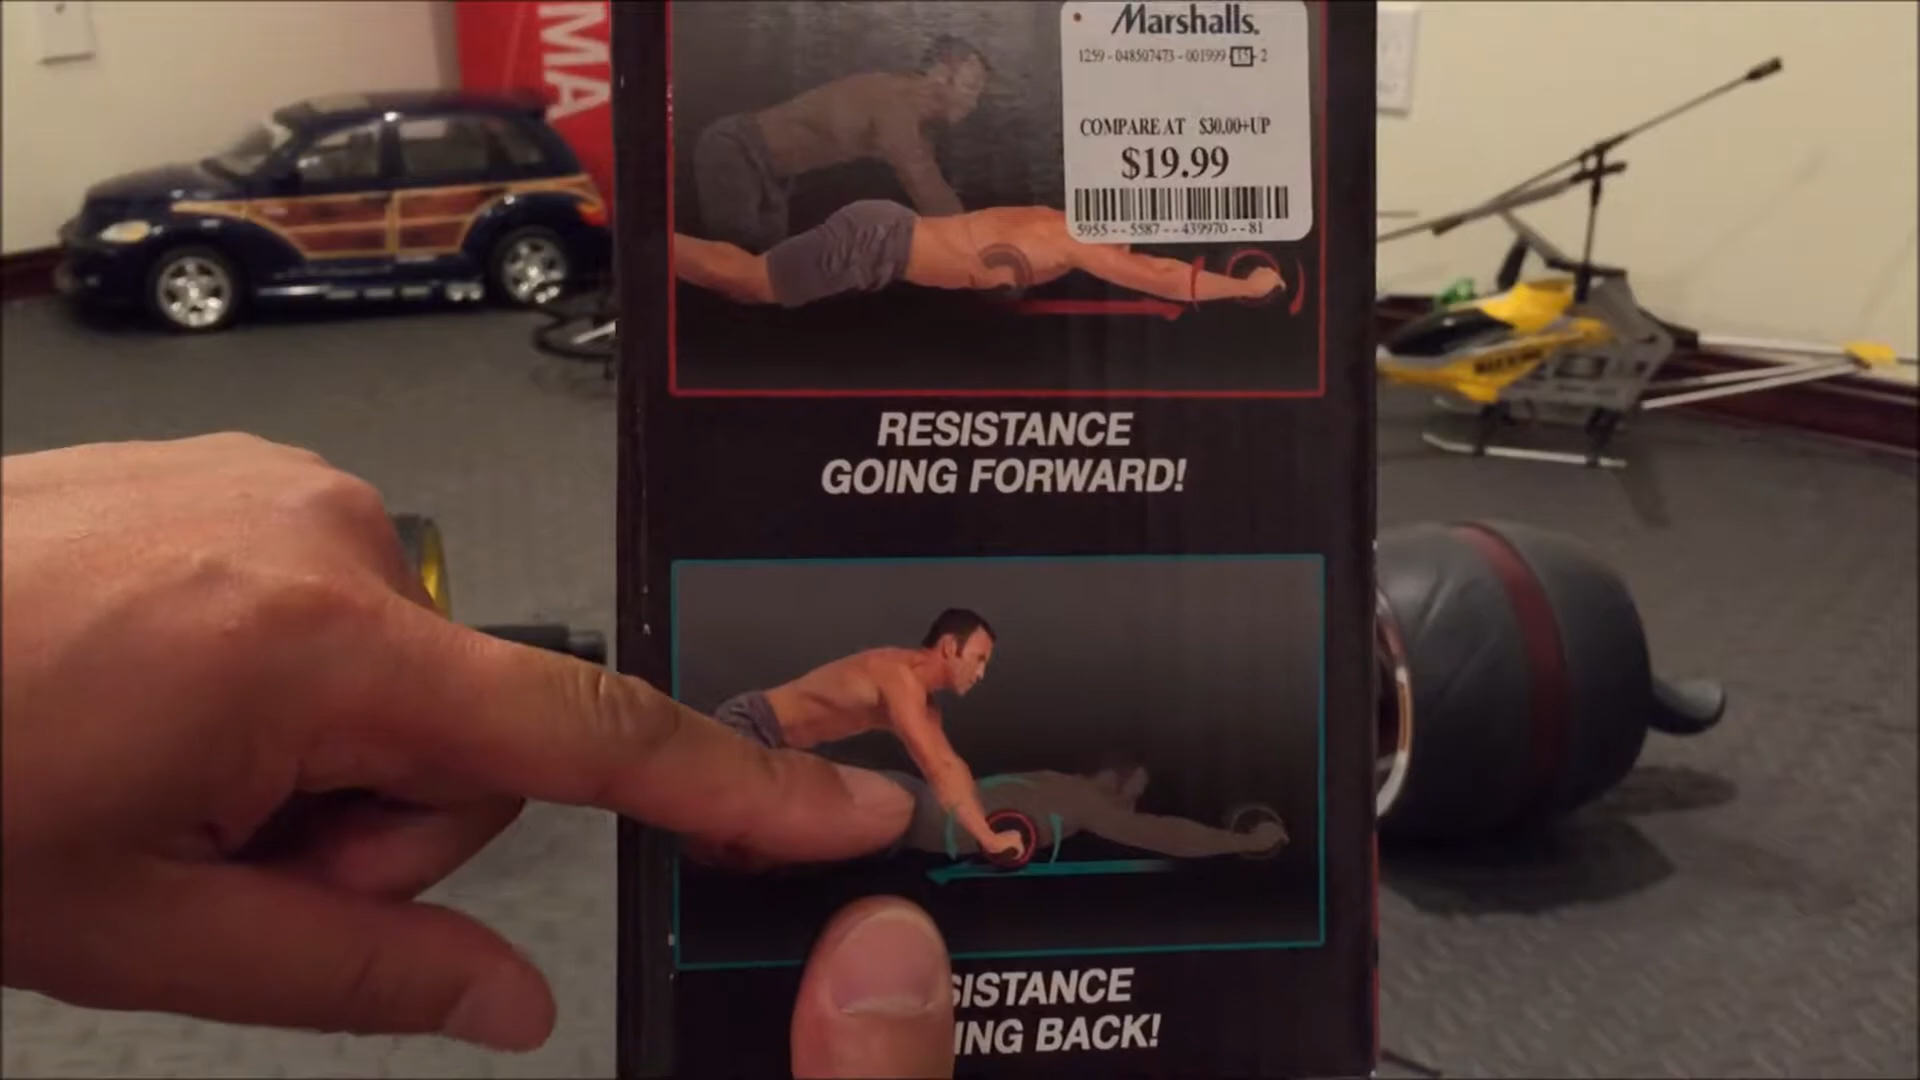 MA
Marshalls.
1259 - 048507473 - 001999 - 15 - 2
COMPARE AT $30.00+UP
$19.99
5955 - - 5587 - - 439970 - - 81
RESISTANCE
GOING FORWARD!
SISTANCE
ING BACK!